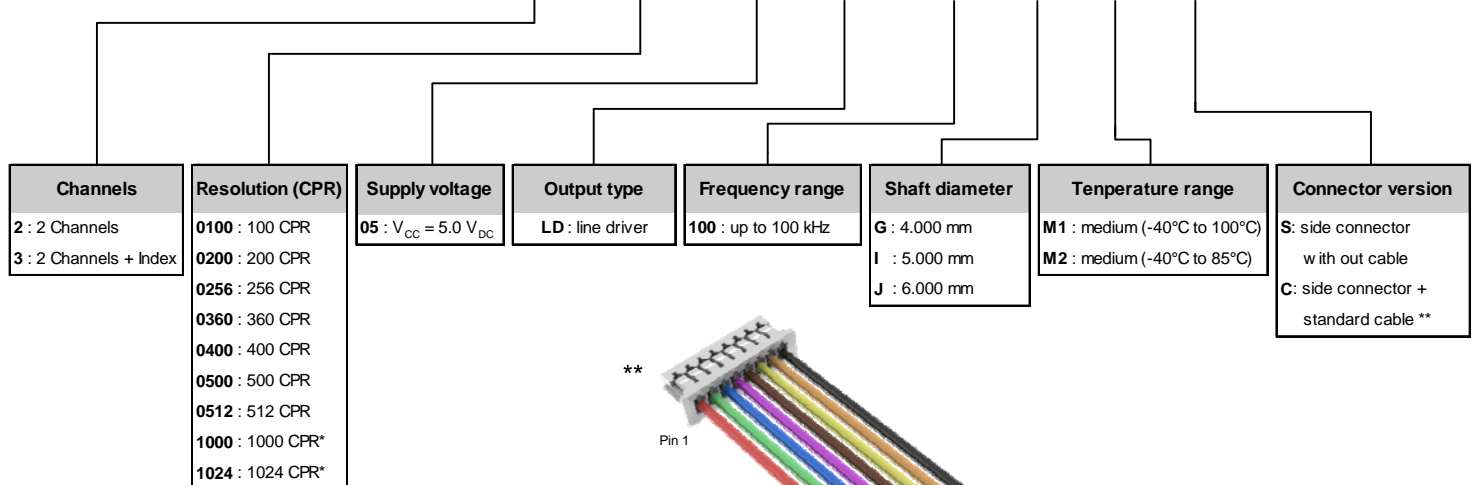 Channels
2 : 2 Channels
3 : 2 Channels + Index
Resolution (CPR)
0100 : 100 CPR
0200 : 200 CPR
0256 : 256 CPR
0360 : 360 CPR
0400 : 400 CPR
0500 : 500 CPR
0512 : 512 CPR
1000 : 1000 CPR*
1024 : 1024 CPR*
Supply voltage
05 : VCC = 5.0 VDC
Output type
LD : line driver
Frequency range
100 : up to 100 kHz
Shaft diameter
G : 4.000 mm
I : 5.000 mm
J : 6.000 mm
Tenperature range
M1 : medium (-40°C to 100°C)
M2 : medium (-40°C to 85°C)
Connector version
S: side connector
w ith out cable
C: side connector +
standard cable **
**
Pin 1